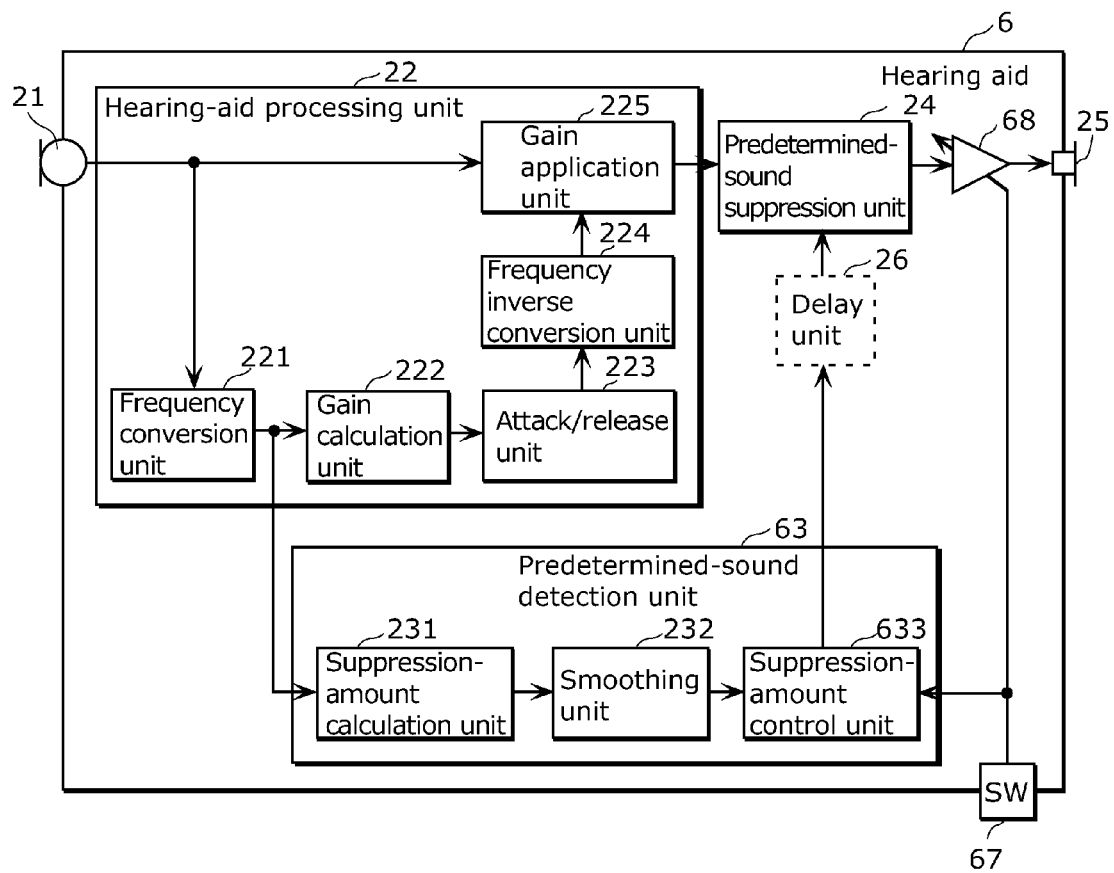 6
Hearing aid
21
22
Hearing-aid processing unit
225
Gain
application
unit
24
Predetermined-
sound
suppression unit
68
25
224
Frequency
inverse
conversion unit
26
Delay
unit
221
Frequency
conversion
unit
222
Gain
calculation
unit
223
Attack/release
unit
63
Predetermined-sound
detection unit
231
Suppression-
amount
calculation unit
232
Smoothing
unit
633
Suppression-
amount
control unit
SW
67